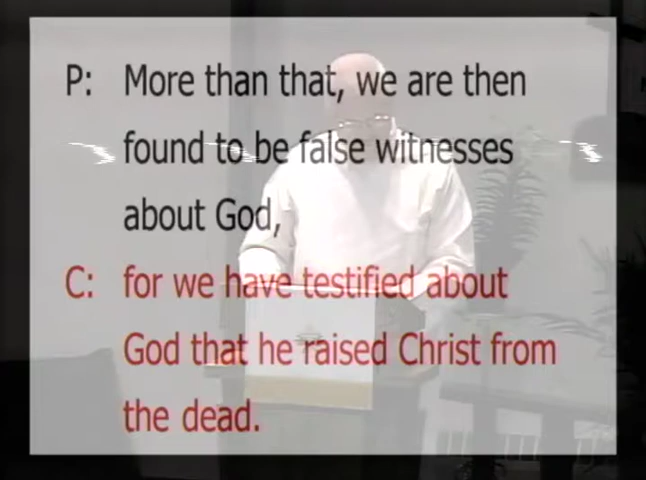 P: More than that, we are then
found to be false witnesses
about God,
C: for we have testified about
God that he raised Christ from
the dead.